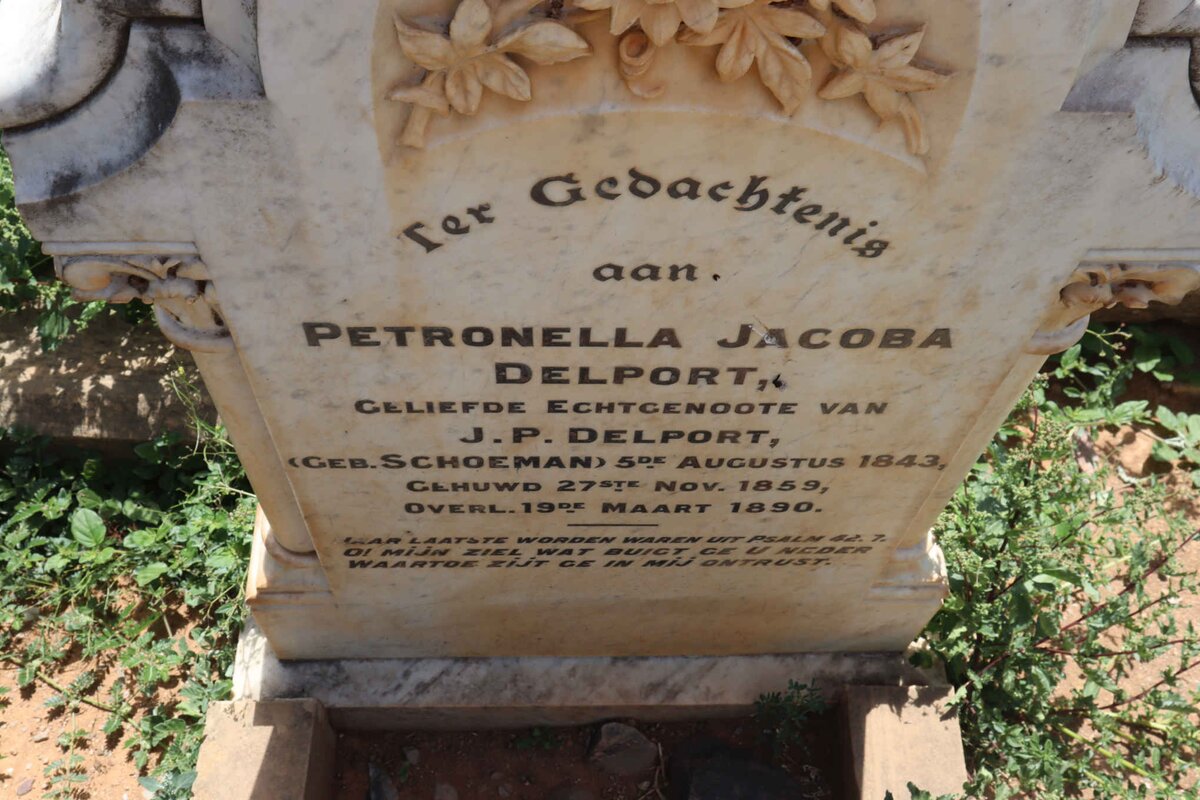 Ter Gedachtenis
aan
PETRONELLA JACOBA
DELPORT,
GELIEFDE ECHTGENOOTE VAN
J.P. DELPORT,
(GEB. SCHOEMAN) 5DE AUGUSTUS 1843,
GEHUWD 27STE NOV. 1859,
OVERL. 19DE MAART 1890.
HAAR LAATSTE WORDEN WAREN UIT PSALM 42.7.
O! MIJN ZIEL WAT BUIGT GE U NEDER
WAARTOE ZIJT GE IN MIJ ONTRUST.